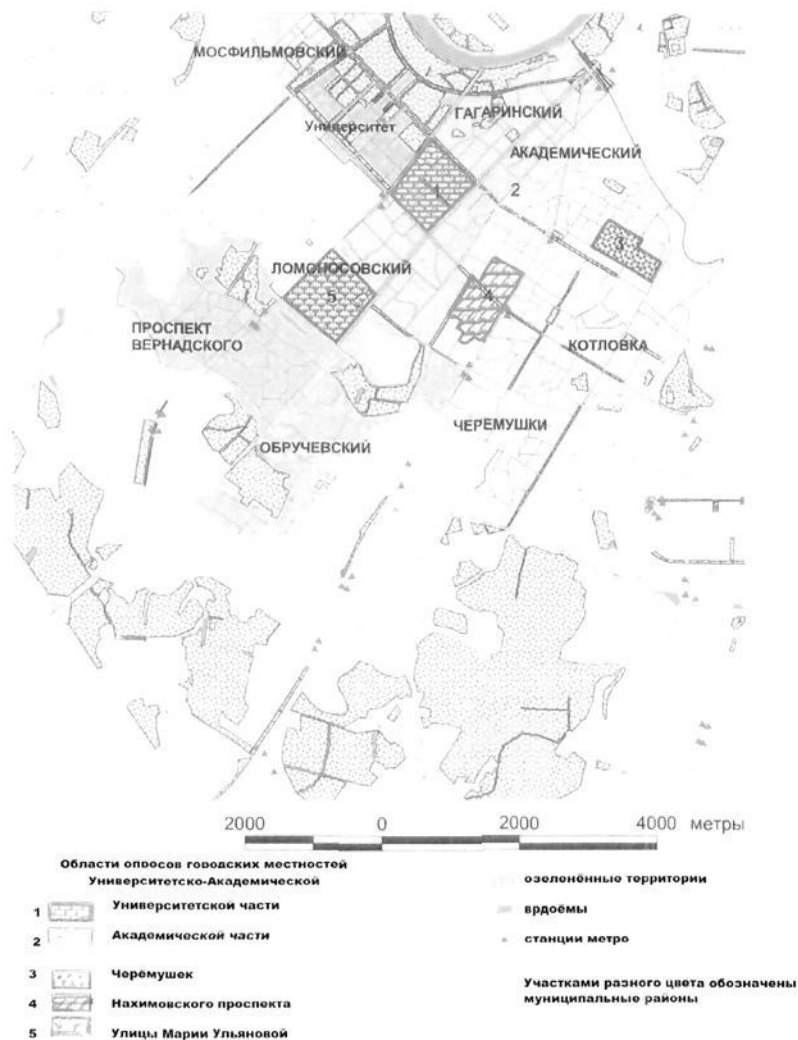 МОСФИЛЬМОВСКИЙ
ГАГАРИНСКИЙ
Университет
АКАДЕМИЧЕСКИЙ
1
2
3
ЛОМОНОСОВСКИЙ
5
4
ПРОСПЕКТ
ВЕРНАДСКОГО
КОТЛОВКА
ЧЕРЕМУШКИ
ОБРУЧЕВСКИЙ
2000 0 2000 4000 метры
Области опросов городских местностей
Университетско-Академической
1 Университетской части
2 Академической части
3 Черёмушек
4 Нахимовского проспекта
5 Улицы Марии Ульяновой
озеленённые территории
врдоёмы
станции метро
Участками разного цвета обозначены
муниципальные районы